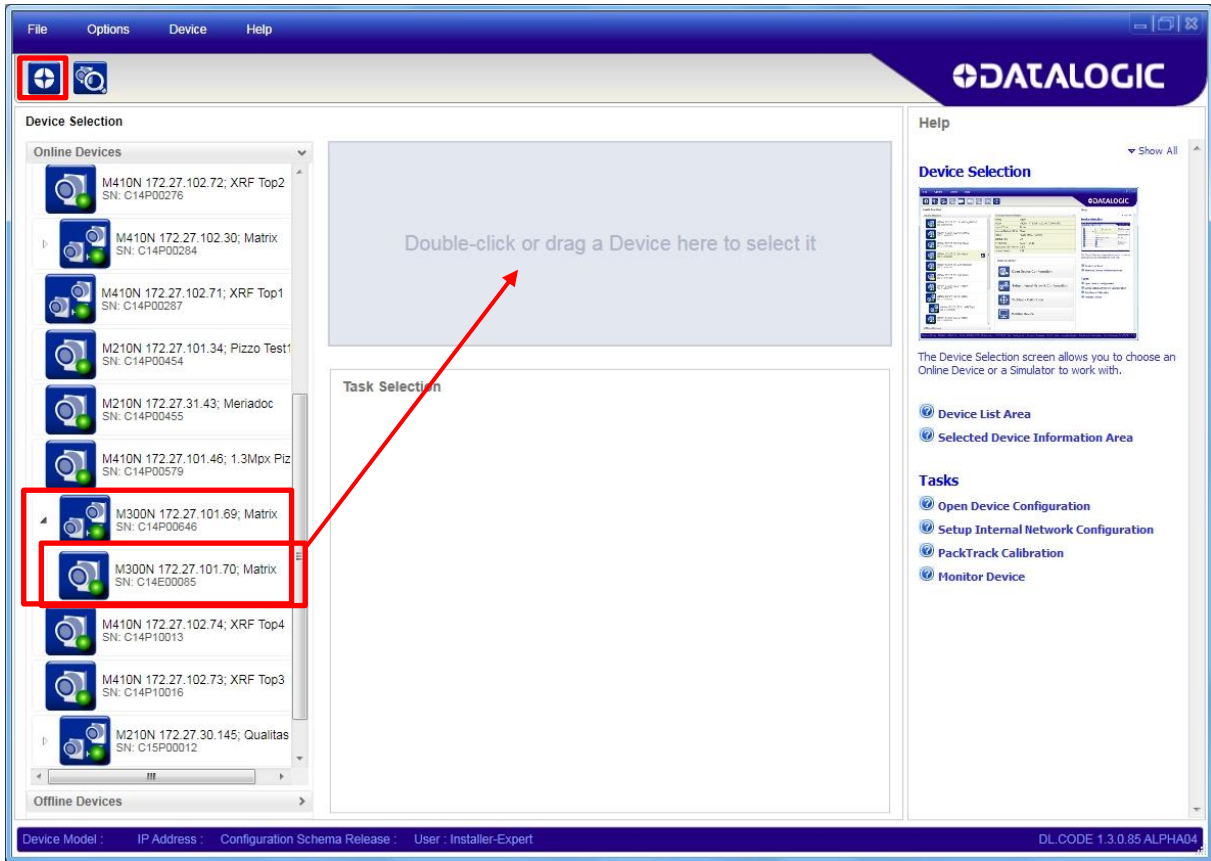 File Options Device Help
DATALOGIC
Device Selection
Online Devices
M410N 172.27.102.72; XRF Top2
SN: C14P00276
M410N 172.27.102.30; Matrix
SN: C14P00284
M410N 172.27.102.71; XRF Top1
SN: C14P00287
M210N 172.27.101.34; Pizzo Test1
SN: C14P00454
M210N 172.27.31.43; Meriadoc
SN: C14P00455
M410N 172.27.101.46; 1.3Mpx Piz
SN: C14P00579
M300N 172.27.101.69; Matrix
SN: C14P00646
M300N 172.27.101.70; Matrix
SN: C14E00085
M410N 172.27.102.74; XRF Top4
SN: C14P10013
M410N 172.27.102.73; XRF Top3
SN: C14P10016
M210N 172.27.30.145; Qualitas
SN: C15P00012
Offline Devices
Double-click or drag a Device here to select it
Task Selection
Help
Show All
Device Selection
The Device Selection screen allows you to choose an
Online Device or a Simulator to work with.
Device List Area
Selected Device Information Area
Tasks
Open Device Configuration
Setup Internal Network Configuration
PackTrack Calibration
Monitor Device
Device Model : IP Address : Configuration Schema Release : User : Installer-Expert
DL.CODE 1.3.0.85 ALPHA04